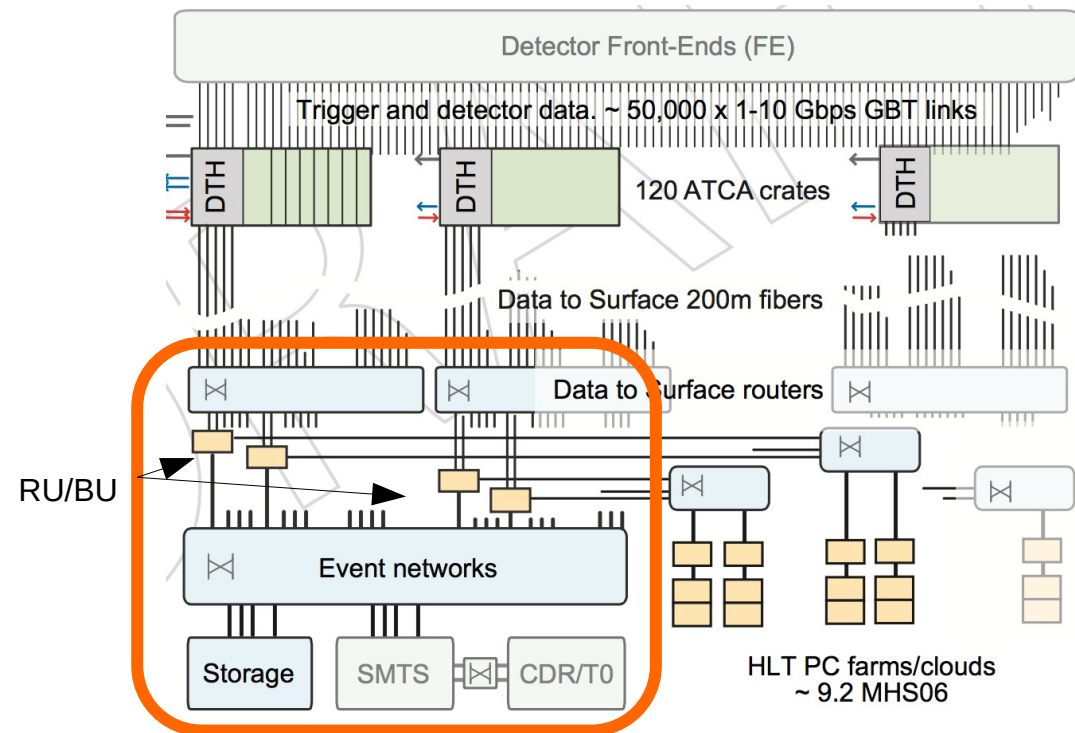 Detector Front-Ends (FE)
Trigger and detector data. ~ 50,000 x 1-10 Gbps GBT links
DTH
DTH
120 ATCA crates
DTH
Data to Surface 200m fibers
Data to Surface routers
RU/BU
Event networks
Storage
SMTS
CDR/T0
HLT PC farms/clouds
~ 9.2 MHS06